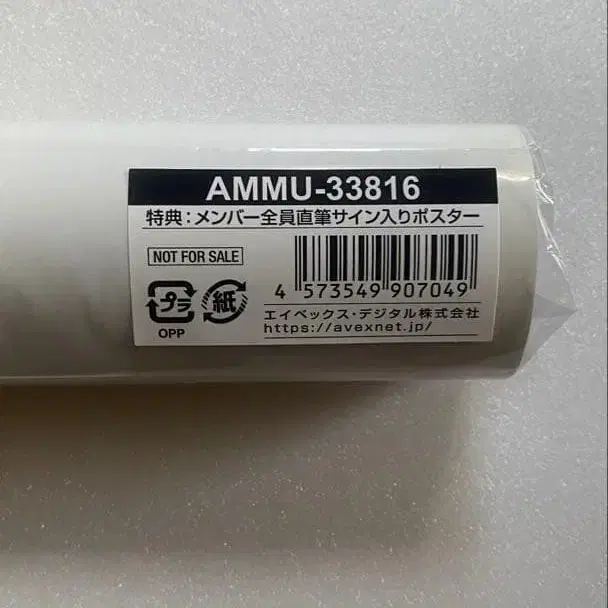 AMMU-33816
特典：メンバー全員直筆サイン入りポスター
NOT FOR SALE
4 573549 907049
プラ 紙
OPP
エイベックス・デジタル株式会社
https://avexnet.jp/